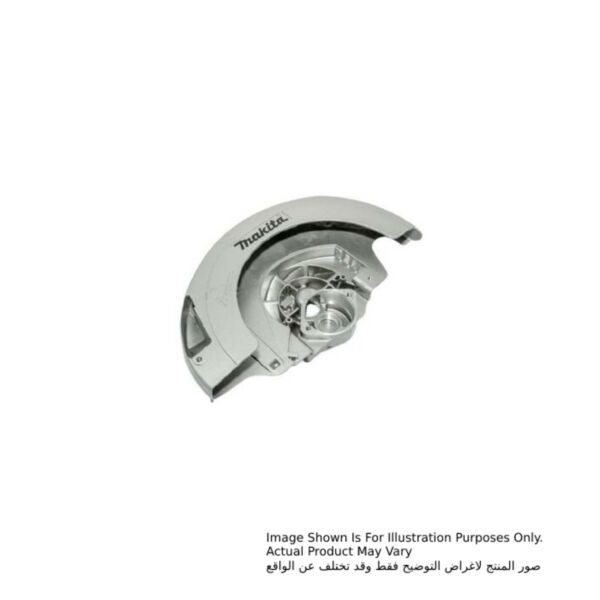 makita
Image Shown Is For Illustration Purposes Only.
Actual Product May Vary
صور المنتج لاغراض التوضيح فقط وقد تختلف عن الواقع